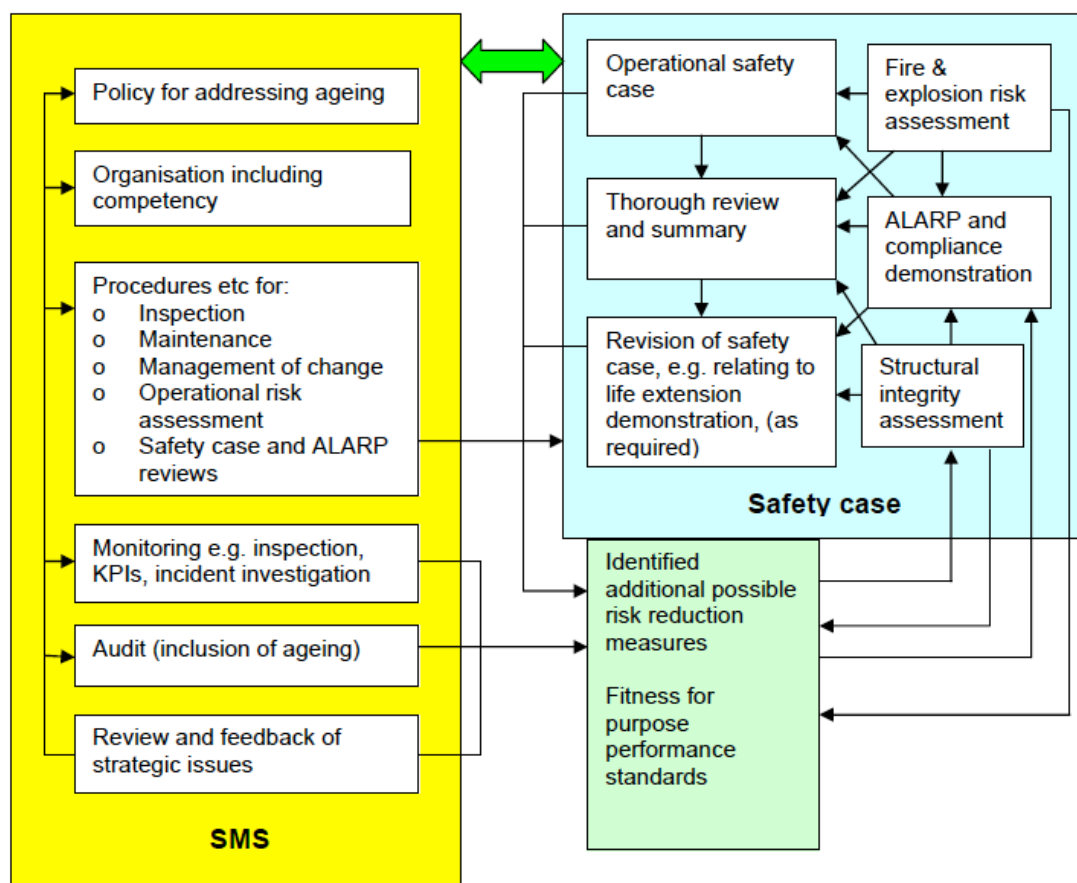 Policy for addressing ageing
Organisation including
competency
Procedures etc for:
o Inspection
o Maintenance
o Management of change
o Operational risk
assessment
o Safety case and ALARP
reviews
Monitoring e.g. inspection,
KPIs, incident investigation
Audit (inclusion of ageing)
Review and feedback of
strategic issues
SMS
Operational safety
case
Thorough review
and summary
Revision of safety
case, e.g. relating to
life extension
demonstration, (as
required)
Fire &
explosion risk
assessment
ALARP and
compliance
demonstration
Structural
integrity
assessment
Safety case
Identified
additional possible
risk reduction
measures
Fitness for
purpose
performance
standards